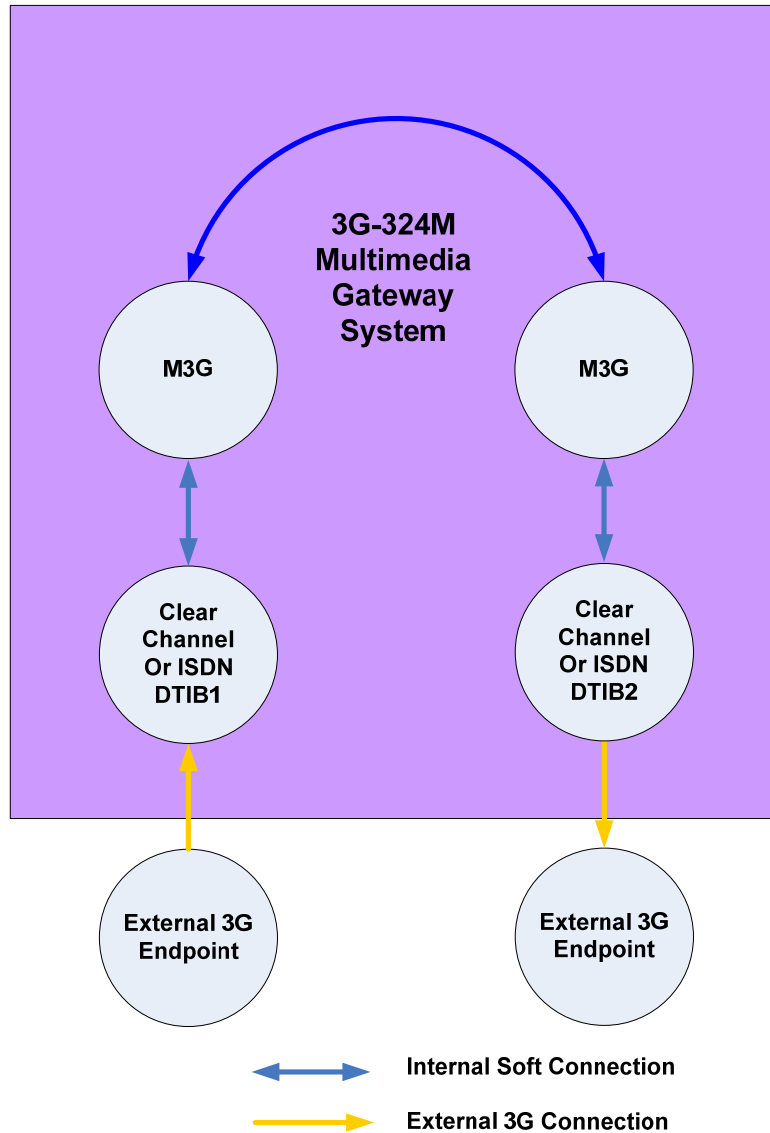 3G-324M
Multimedia
Gateway
System
M3G
M3G
Clear
Channel
Or ISDN
DTIB1
Clear
Channel
Or ISDN
DTIB2
External 3G
Endpoint
External 3G
Endpoint
Internal Soft Connection
External 3G Connection